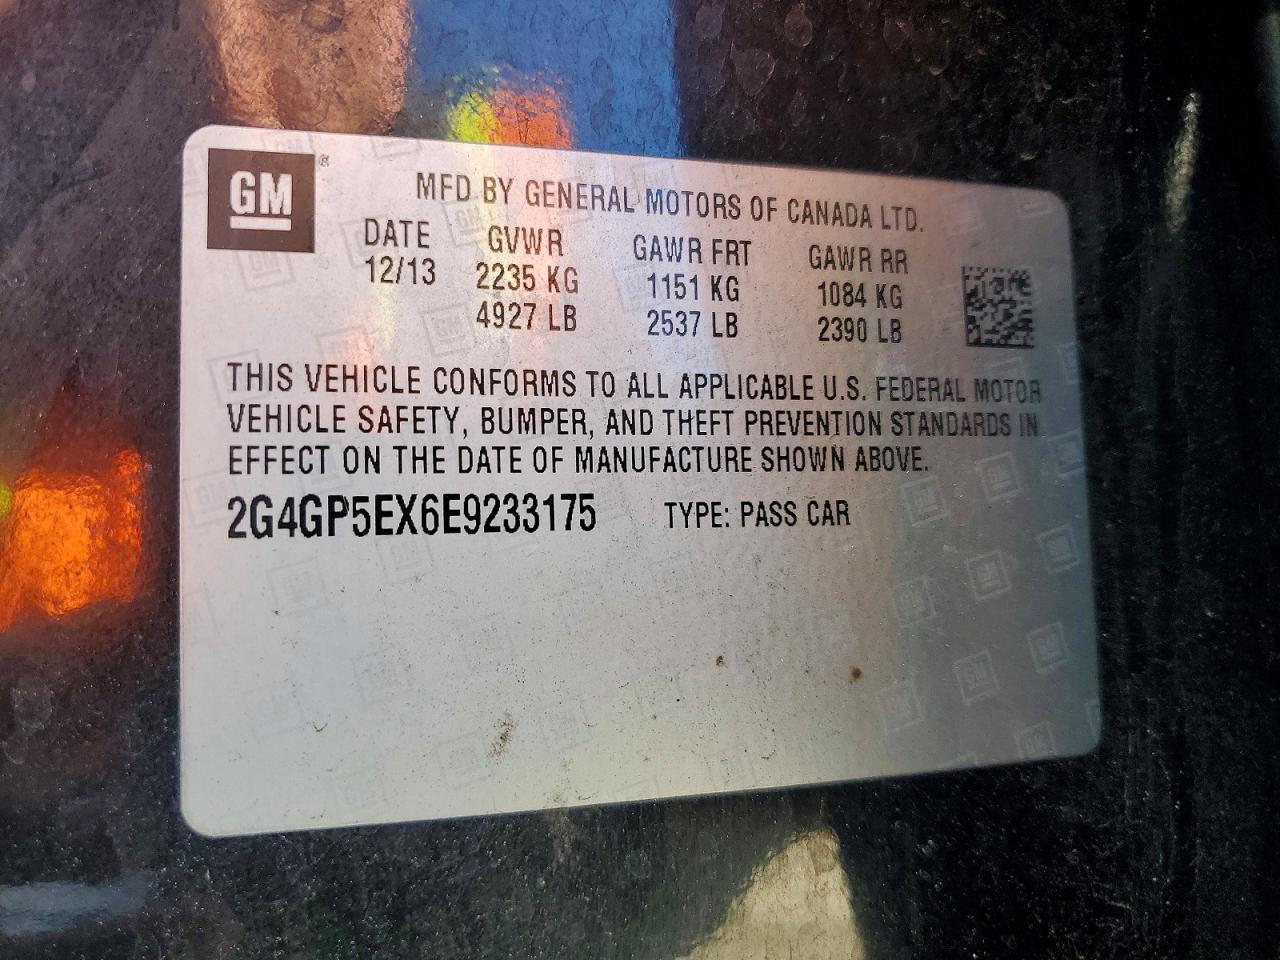 GM®
MFD BY GENERAL MOTORS OF CANADA LTD.
DATE GVWR GAWR FRT GAWR RR
12/13 2235 KG 1151 KG 1084 KG
4927 LB 2537 LB 2390 LB
THIS VEHICLE CONFORMS TO ALL APPLICABLE U.S. FEDERAL MOTOR
VEHICLE SAFETY, BUMPER, AND THEFT PREVENTION STANDARDS IN
EFFECT ON THE DATE OF MANUFACTURE SHOWN ABOVE.
2G4GP5EX6E9233175 TYPE: PASS CAR